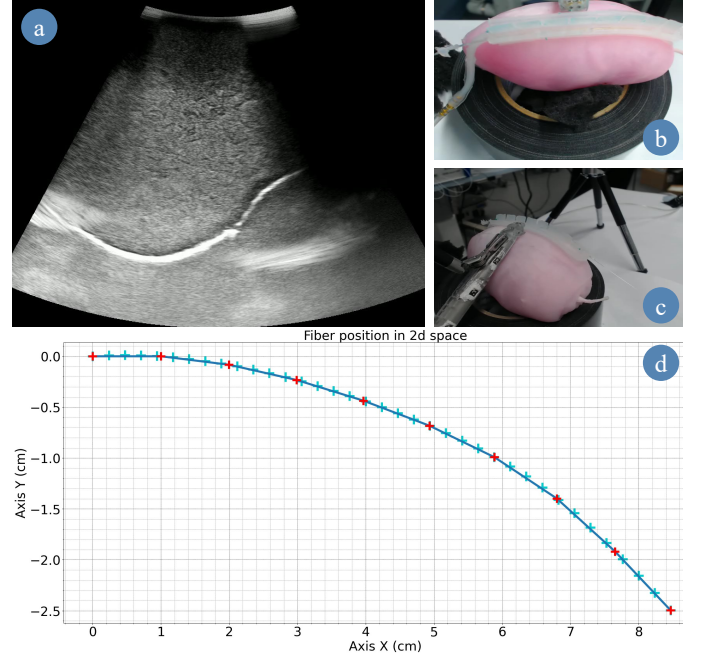 a
b
c
Fiber position in 2d space
d
0.0
−0.5
−1.0
−1.5
−2.0
−2.5
Axis Y (cm)
0 1 2 3 4 5 6 7 8
Axis X (cm)